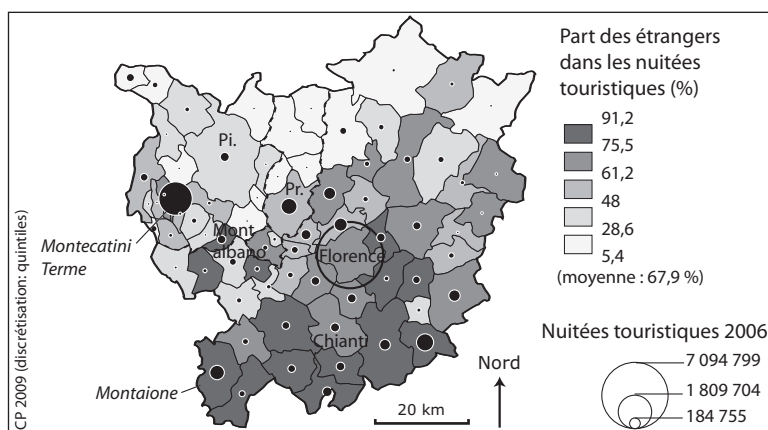 Part des étrangers
dans les nuitées
touristiques (%)
91,2
75,5
61,2
48
28,6
5,4
(moyenne : 67,9 %)
Nuitées touristiques 2006
7 094 799
1 809 704
184 755
Pi.
Pr.
Mont
albano
Florence
Chianti
Montecatini
Terme
Montaione
Nord
20 km
CP 2009 (discrétisation: quintiles)